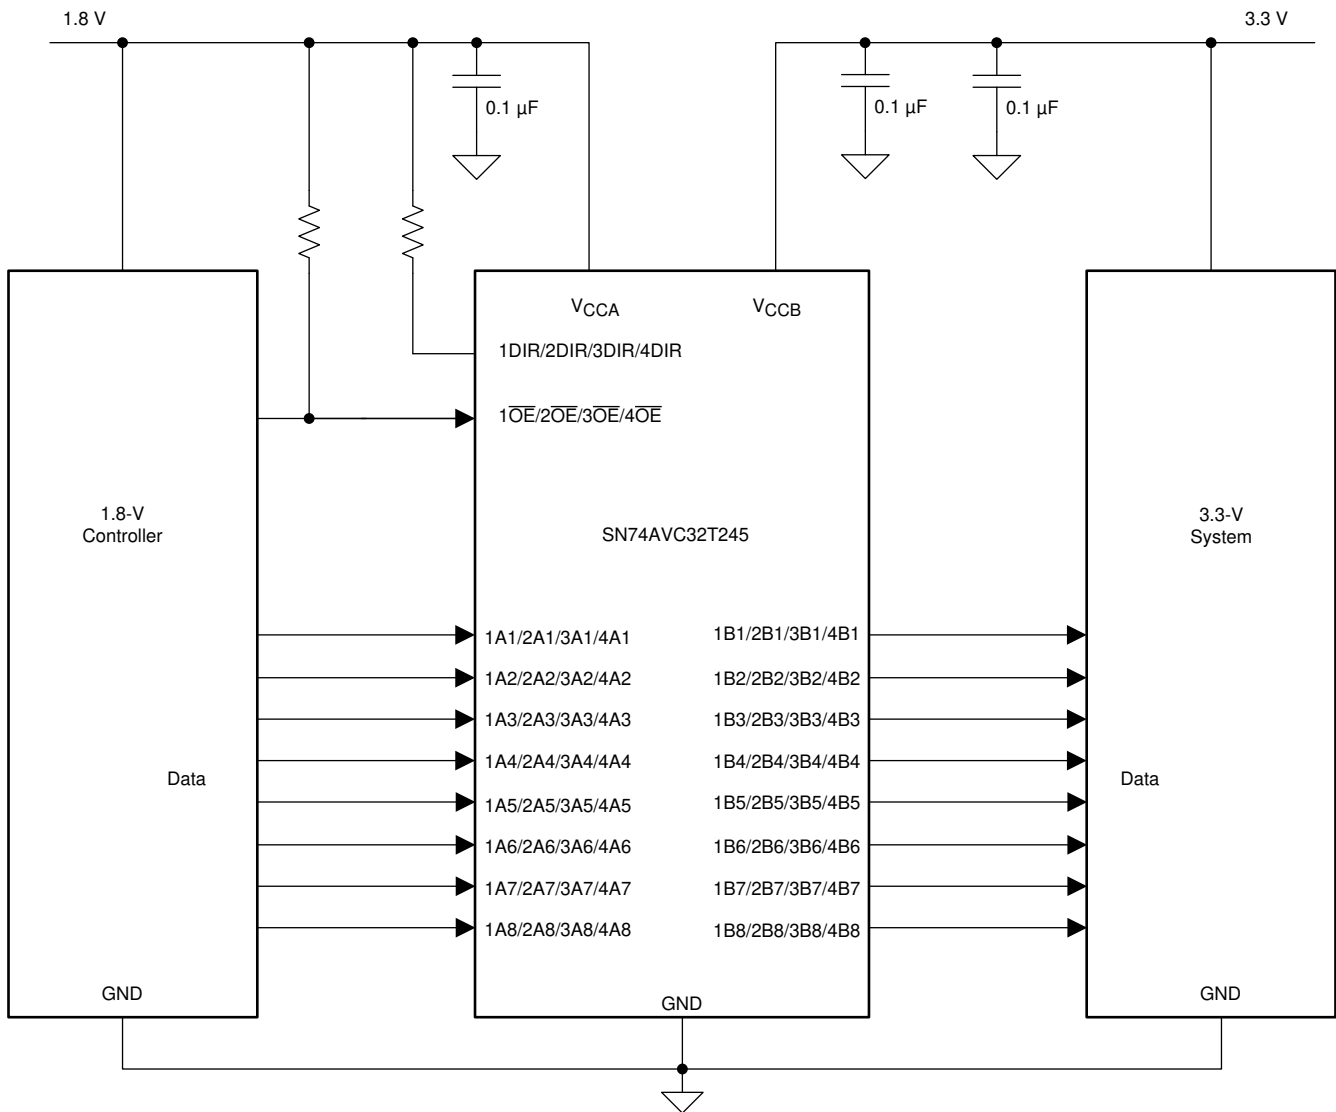 1.8 V
3.3 V
0.1 µF
0.1 µF
0.1 µF
VCCA
VCCB
1DIR/2DIR/3DIR/4DIR
1O̅E̅/2O̅E̅/3O̅E̅/4O̅E̅
1.8-V
Controller
SN74AVC32T245
3.3-V
System
1A1/2A1/3A1/4A1
1B1/2B1/3B1/4B1
1A2/2A2/3A2/4A2
1B2/2B2/3B2/4B2
1A3/2A3/3A3/4A3
1B3/2B3/3B3/4B3
1A4/2A4/3A4/4A4
1B4/2B4/3B4/4B4
Data
Data
1A5/2A5/3A5/4A5
1B5/2B5/3B5/4B5
1A6/2A6/3A6/4A6
1B6/2B6/3B6/4B6
1A7/2A7/3A7/4A7
1B7/2B7/3B7/4B7
1A8/2A8/3A8/4A8
1B8/2B8/3B8/4B8
GND
GND
GND